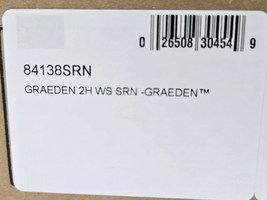 0 26508 30454 9
84138SRN
GRAEDEN 2H WS SRN -GRAEDEN™